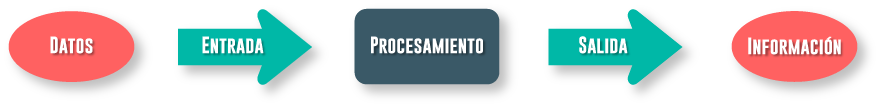 DATOS
ENTRADA
PROCESAMIENTO
SALIDA
INFORMACIÓN